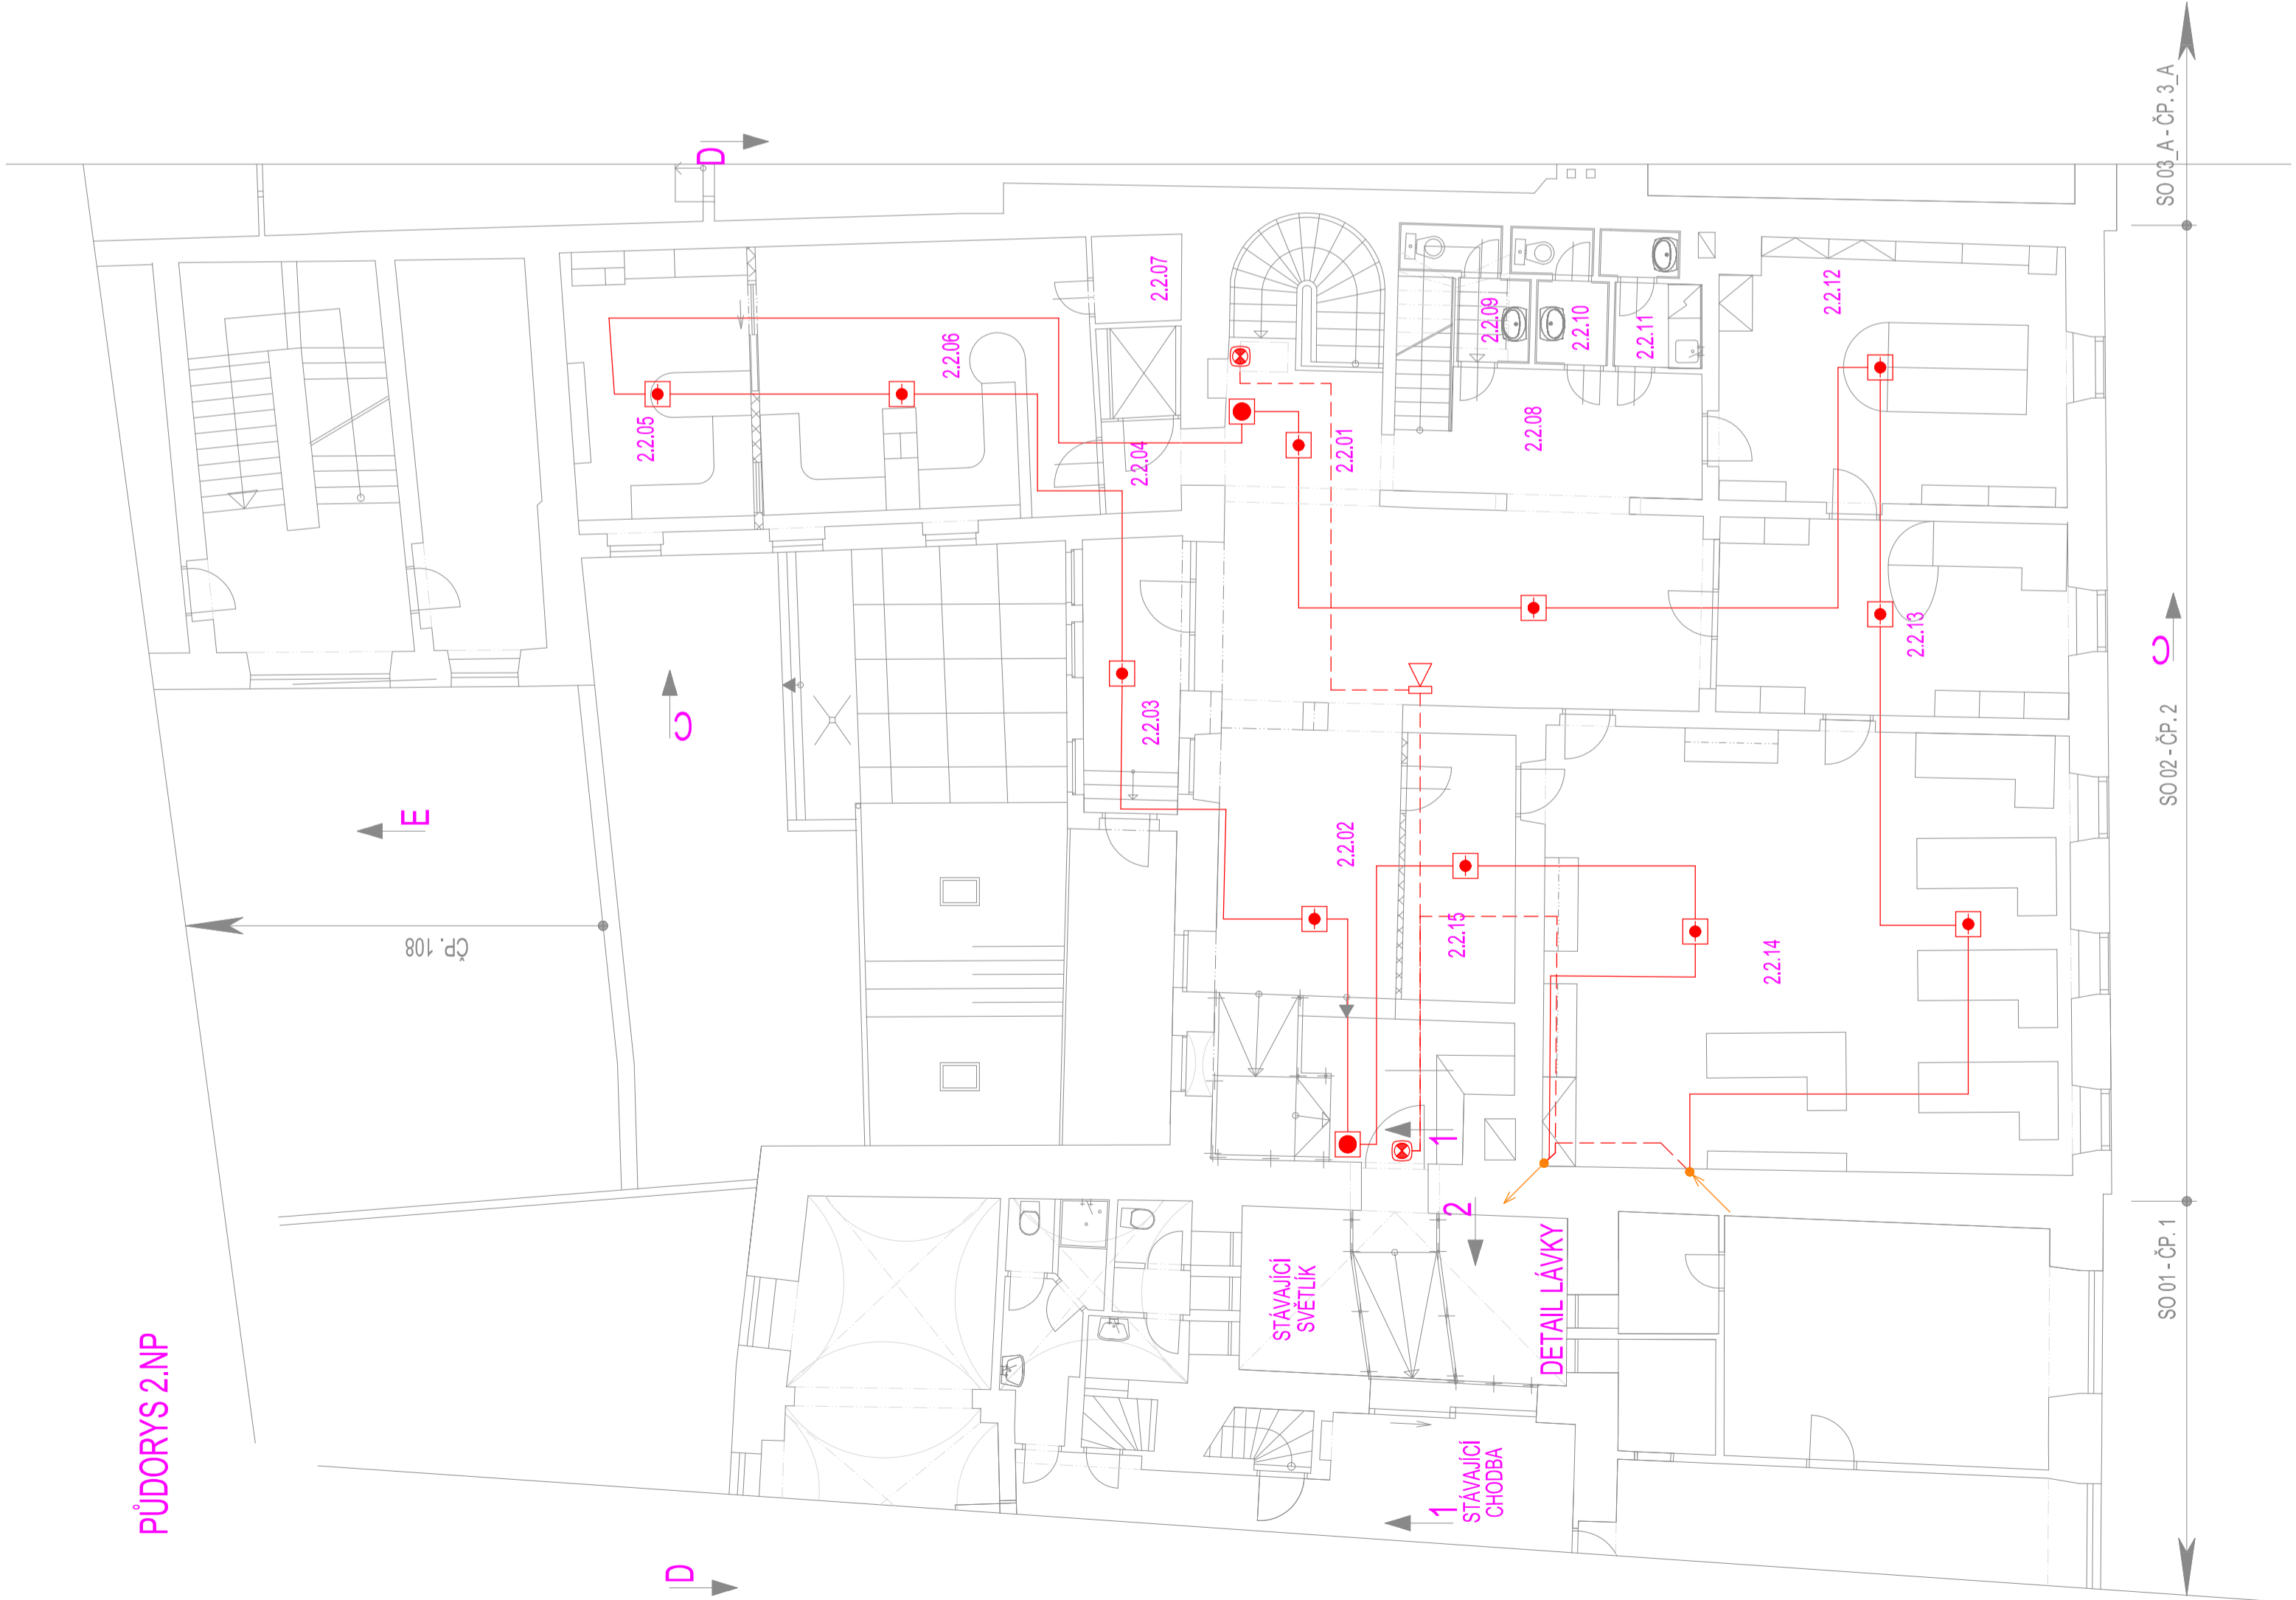 PŮDORYS 2.NP
D
D
E
C
C
ČP. 108
2.2.01
2.2.02
2.2.03
2.2.04
2.2.05
2.2.06
2.2.07
2.2.08
2.2.09
2.2.10
2.2.11
2.2.12
2.2.13
2.2.14
2.2.15
1
2
1
STÁVAJÍCÍ
SVĚTLÍK
DETAIL LÁVKY
STÁVAJÍCÍ
CHODBA
SO 01 - ČP. 1
SO 02 - ČP. 2
SO 03_A - ČP. 3_A